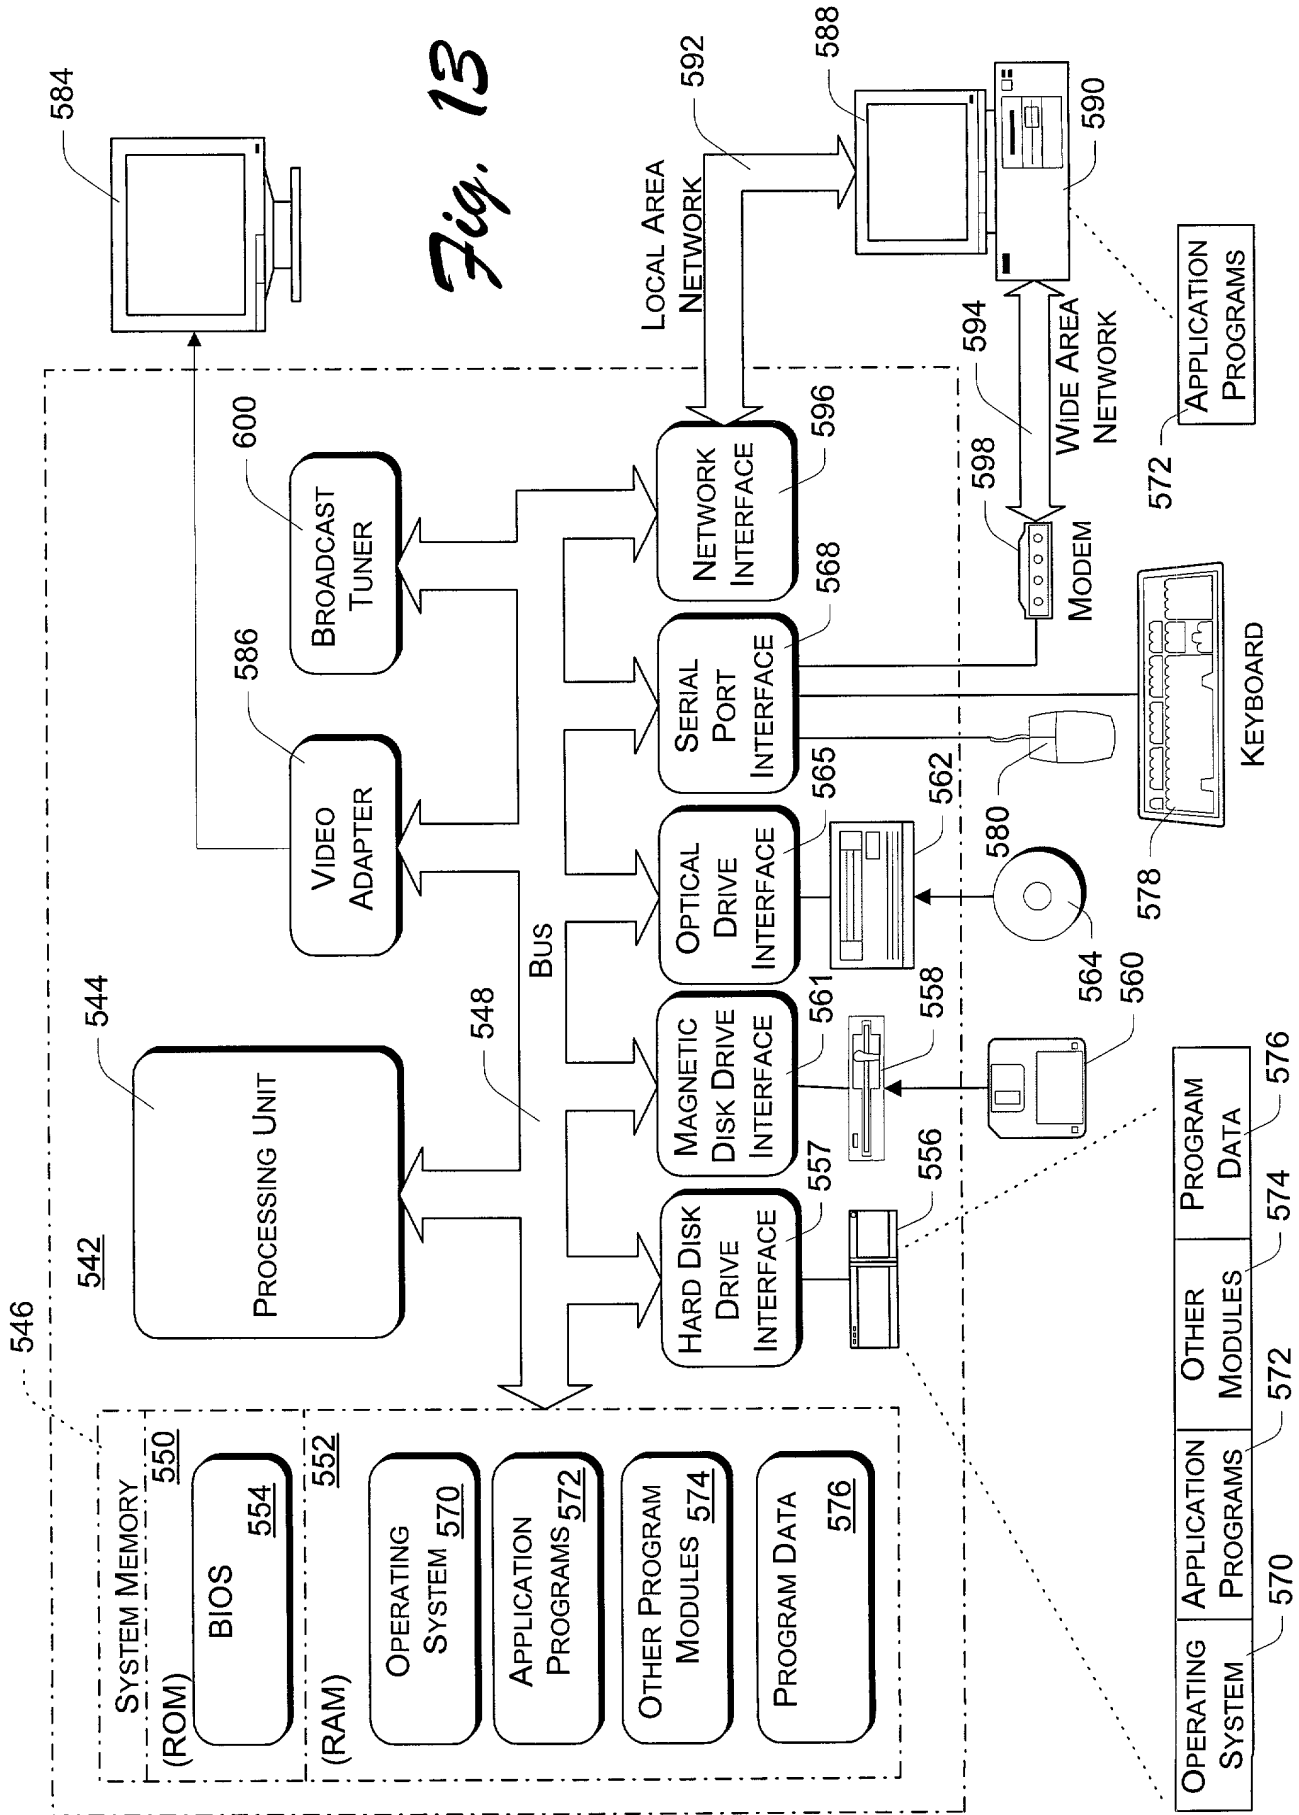 546
542
544
586
600
584
SYSTEM MEMORY
(ROM) 550
BIOS
554
(RAM) 552
OPERATING
SYSTEM 570
APPLICATION
PROGRAMS 572
OTHER PROGRAM
MODULES 574
PROGRAM DATA
576
PROCESSING UNIT
VIDEO
ADAPTER
BROADCAST
TUNER
Fig. 13
BUS
548
HARD DISK
DRIVE
INTERFACE
557
MAGNETIC
DISK DRIVE
INTERFACE
561
OPTICAL
DRIVE
INTERFACE
565
SERIAL
PORT
INTERFACE
568
NETWORK
INTERFACE
596
LOCAL AREA
NETWORK
592
588
556
558
562
560
564
580
578
KEYBOARD
MODEM
598
594
WIDE AREA
NETWORK
590
OPERATING
SYSTEM
570
APPLICATION
PROGRAMS
572
OTHER
MODULES
574
PROGRAM
DATA
576
572
APPLICATION
PROGRAMS